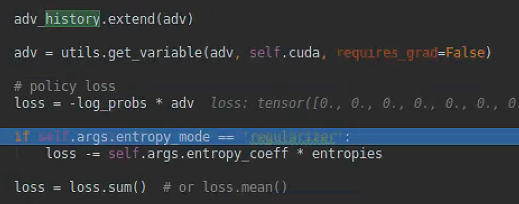 adv_history.extend(adv)
adv = utils.get_variable(adv, self.cuda, requires_grad=False)
# policy loss
loss = -log_probs * adv  loss: tensor([0., 0., 0., 0., 0., 0., 0.
if self.args.entropy_mode == 'regularizer':
loss -= self.args.entropy_coeff * entropies
loss = loss.sum()  # or loss.mean()